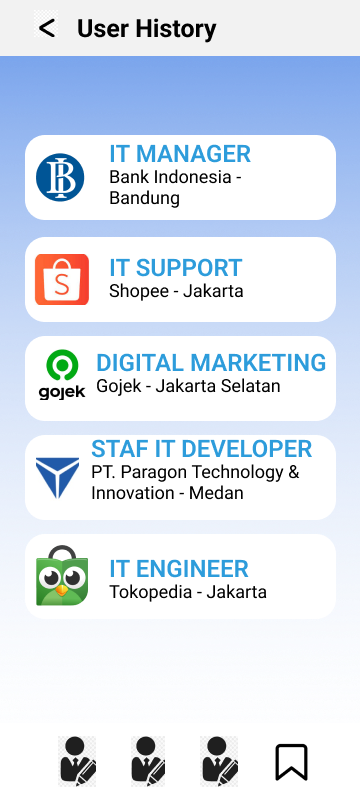 User History
IT MANAGER
Bank Indonesia -
Bandung
IT SUPPORT
Shopee - Jakarta
DIGITAL MARKETING
gojek
Gojek - Jakarta Selatan
STAF IT DEVELOPER
PT. Paragon Technology &
Innovation - Medan
IT ENGINEER
Tokopedia - Jakarta